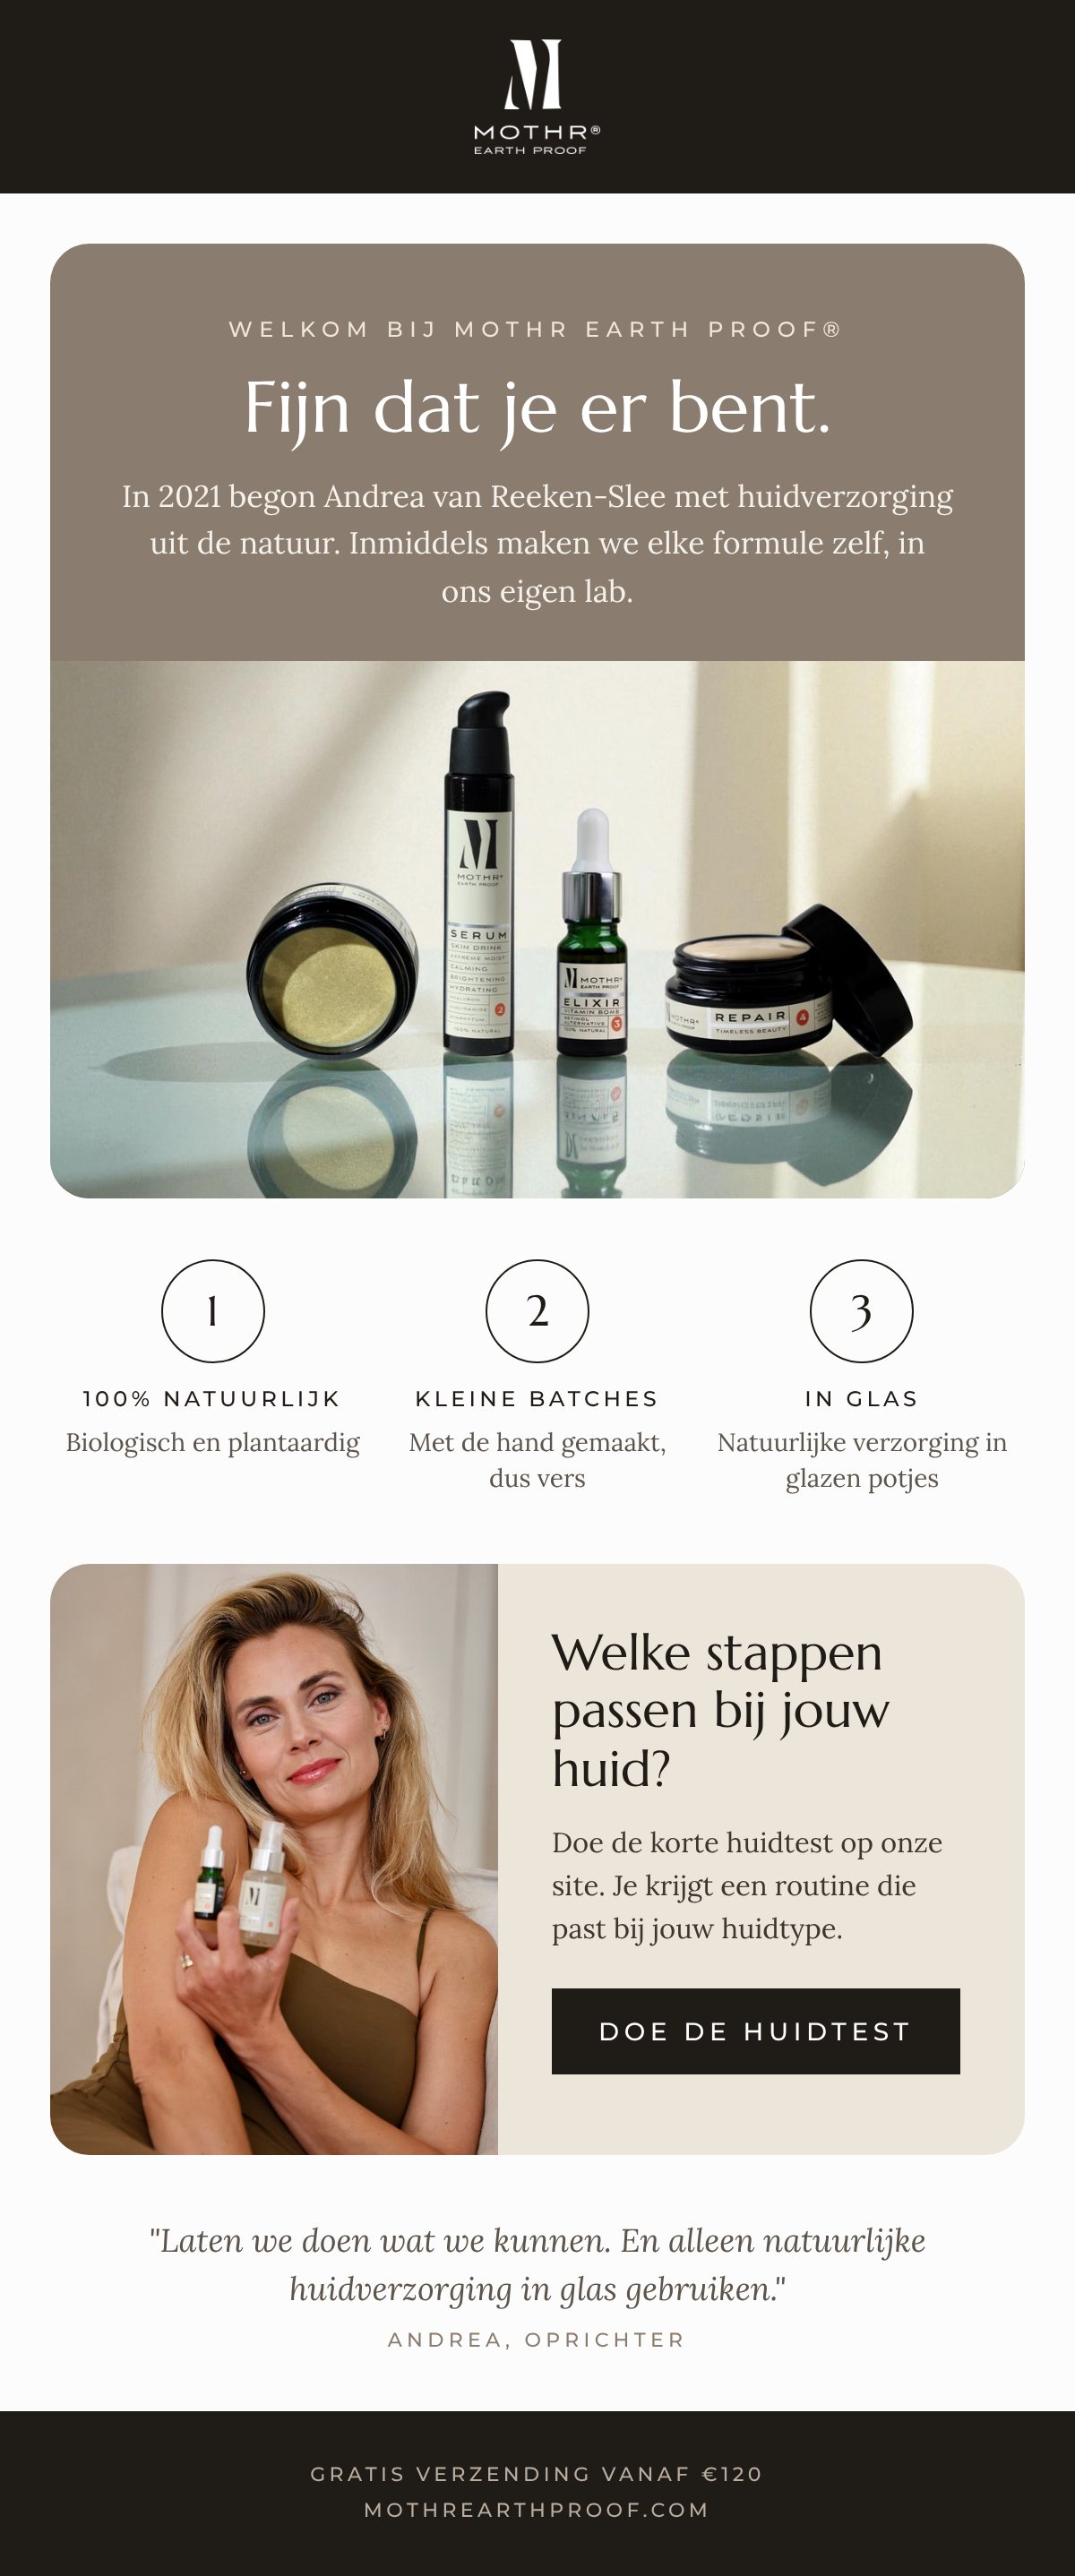 M
MOTHR®
EARTH PROOF
WELKOM BIJ MOTHR EARTH PROOF®
Fijn dat je er bent.
In 2021 begon Andrea van Reeken-Slee met huidverzorging
uit de natuur. Inmiddels maken we elke formule zelf, in
ons eigen lab.
M
MOTHR®
EARTH PROOF
SERUM
SKIN DRINK
EXTREME MOIST
CALMING
BRIGHTENING
HYDRATING
2
100% NATURAL
M MOTHR®
EARTH PROOF
ELIXIR
VITAMIN BOMB
RETINOL
ALTERNATIVE
100% NATURAL
3
MOTHR®
EARTH PROOF
REPAIR
TIMELESS BEAUTY
4
1
100% NATUURLIJK
Biologisch en plantaardig
2
KLEINE BATCHES
Met de hand gemaakt,
dus vers
3
IN GLAS
Natuurlijke verzorging in
glazen potjes
M
Welke stappen
passen bij jouw
huid?
Doe de korte huidtest op onze
site. Je krijgt een routine die
past bij jouw huidtype.
DOE DE HUIDTEST
"Laten we doen wat we kunnen. En alleen natuurlijke
huidverzorging in glas gebruiken."
ANDREA, OPRICHTER
GRATIS VERZENDING VANAF €120
MOTHREARTHPROOF.COM